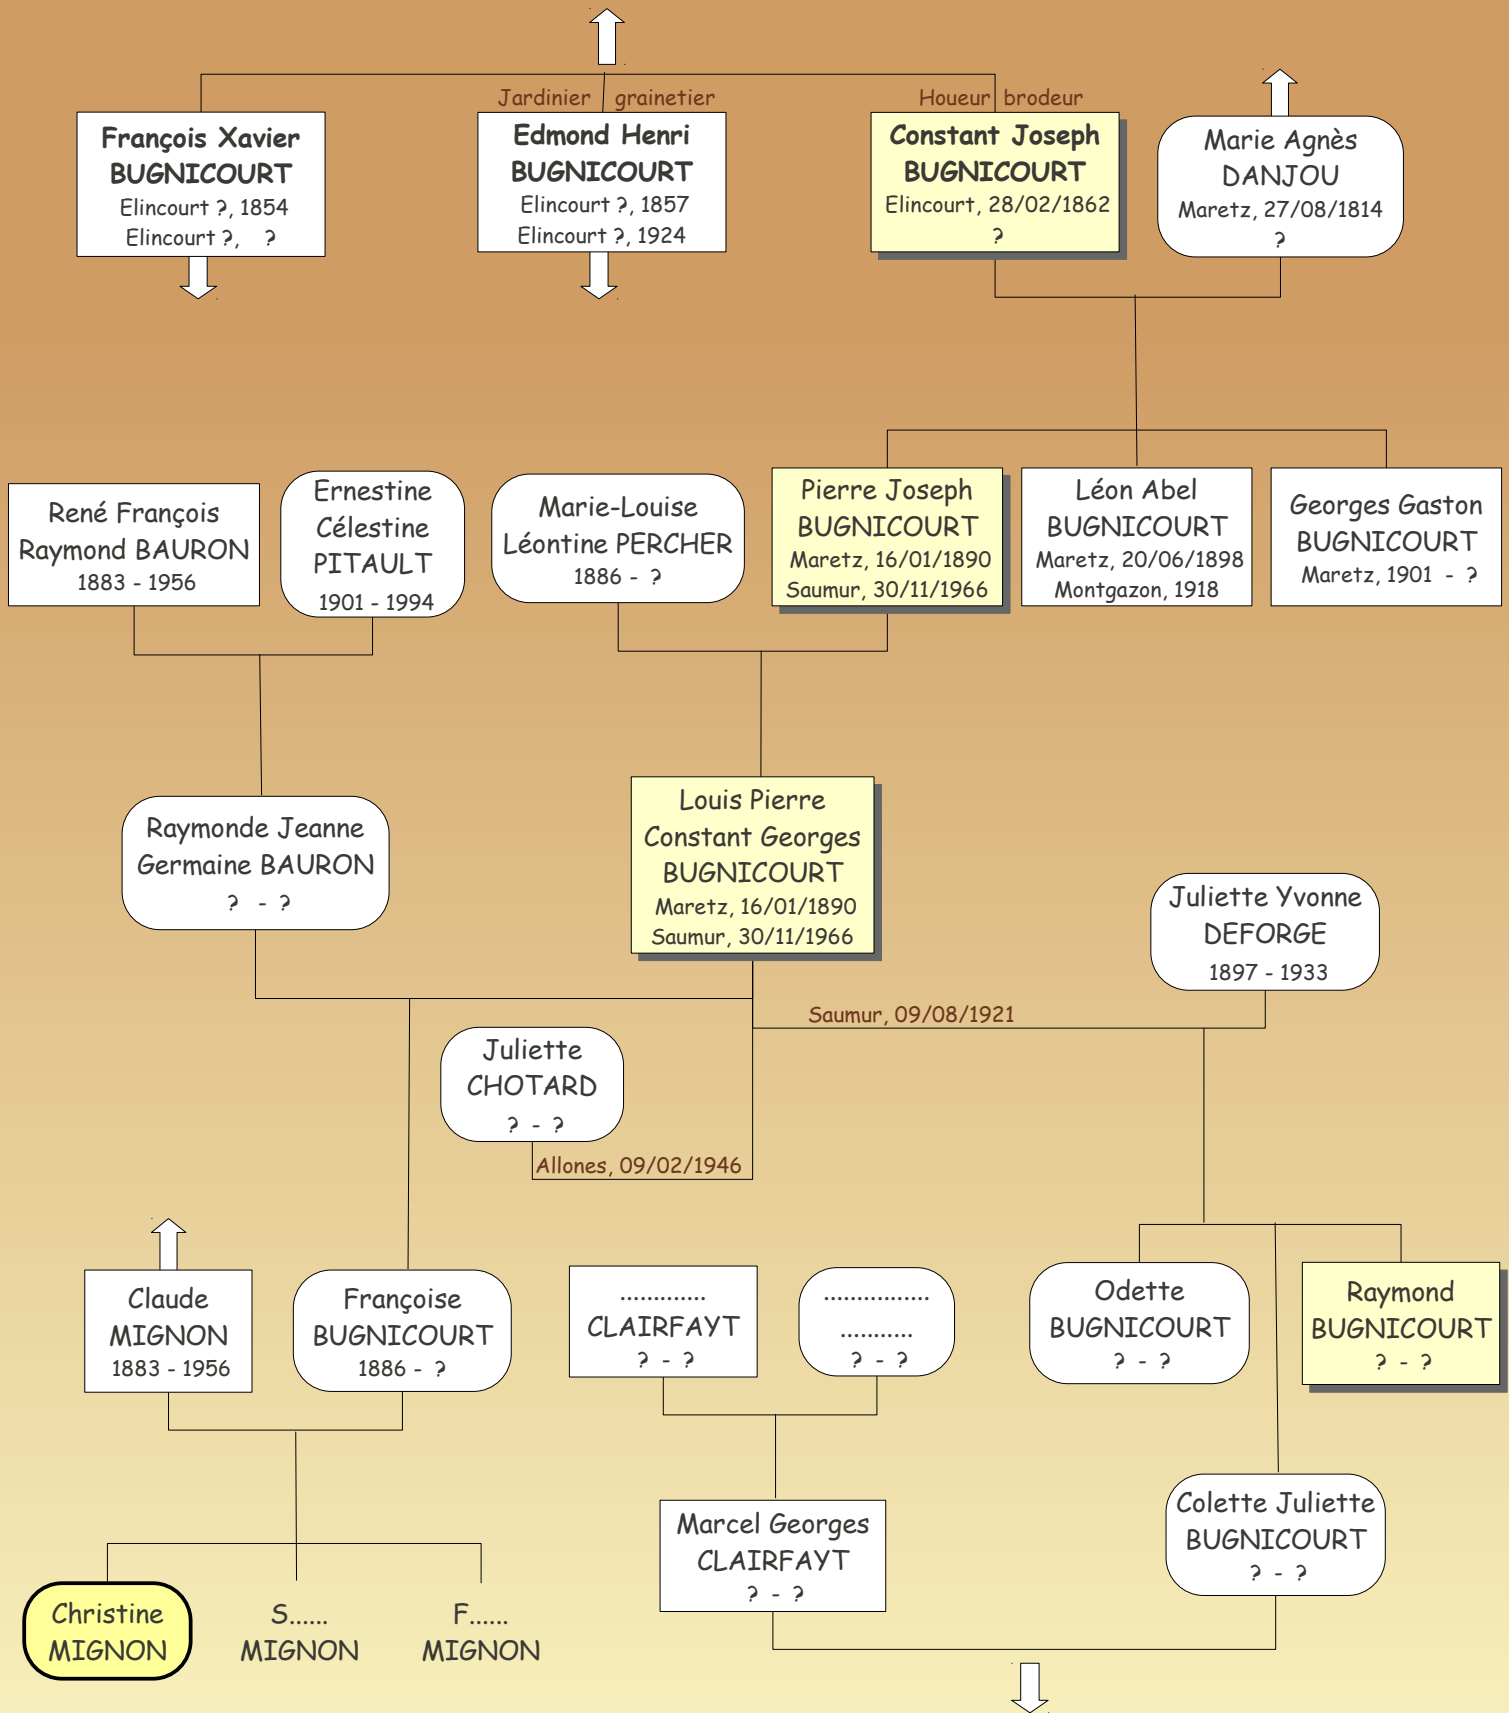 Jardinier grainetier
Houeur brodeur
François Xavier
BUGNICOURT
Elincourt ?, 1854
Elincourt ?, ?
Edmond Henri
BUGNICOURT
Elincourt ?, 1857
Elincourt ?, 1924
Constant Joseph
BUGNICOURT
Elincourt, 28/02/1862
?
Marie Agnès
DANJOU
Maretz, 27/08/1814
?
René François
Raymond BAURON
1883 - 1956
Ernestine
Célestine
PITAULT
1901 - 1994
Marie-Louise
Léontine PERCHER
1886 - ?
Pierre Joseph
BUGNICOURT
Maretz, 16/01/1890
Saumur, 30/11/1966
Léon Abel
BUGNICOURT
Maretz, 20/06/1898
Montgazon, 1918
Georges Gaston
BUGNICOURT
Maretz, 1901 - ?
Raymonde Jeanne
Germaine BAURON
? - ?
Louis Pierre
Constant Georges
BUGNICOURT
Maretz, 16/01/1890
Saumur, 30/11/1966
Juliette Yvonne
DEFORGE
1897 - 1933
Saumur, 09/08/1921
Juliette
CHOTARD
? - ?
Allones, 09/02/1946
Claude
MIGNON
1883 - 1956
Françoise
BUGNICOURT
1886 - ?
.............
CLAIRFAYT
? - ?
................
...........
? - ?
Odette
BUGNICOURT
? - ?
Raymond
BUGNICOURT
? - ?
Marcel Georges
CLAIRFAYT
? - ?
Colette Juliette
BUGNICOURT
? - ?
Christine
MIGNON
S......
MIGNON
F......
MIGNON